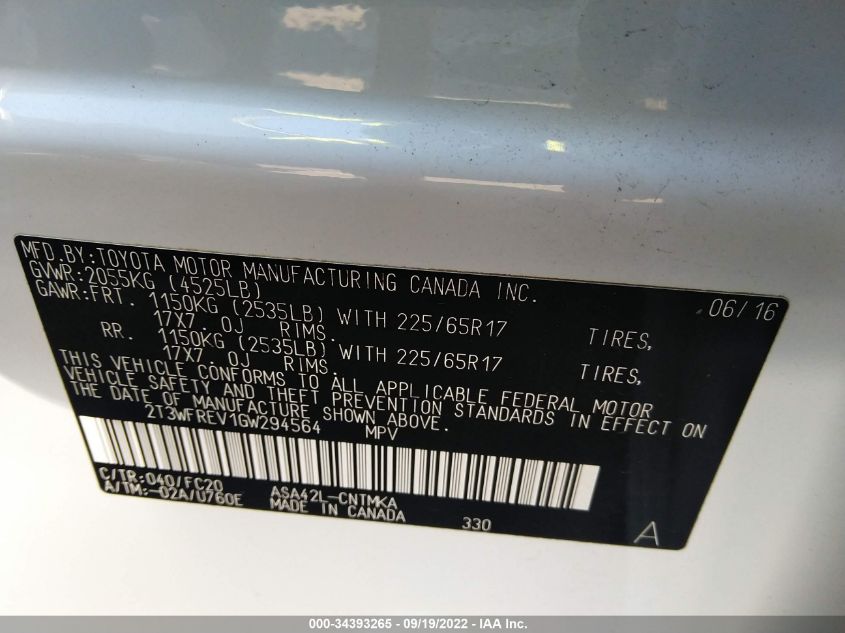 MFD.BY:TOYOTA MOTOR MANUFACTURING CANADA INC. 06/16
GVWR:2055KG (4525LB)
GAWR:FRT. 1150KG (2535LB) WITH 225/65R17 TIRES,
17X7.0J RIMS.
RR. 1150KG (2535LB) WITH 225/65R17 TIRES,
17X7.0J RIMS.
THIS VEHICLE CONFORMS TO ALL APPLICABLE FEDERAL MOTOR
VEHICLE SAFETY AND THEFT PREVENTION STANDARDS IN EFFECT ON
THE DATE OF MANUFACTURE SHOWN ABOVE.
2T3WFREV1GW294564 MPV
C/TR:040/FC20 ASA42L-CNTMKA
A/TM:-02A/U760E MADE IN CANADA 330 A
000-34393265 - 09/19/2022 - IAA Inc.